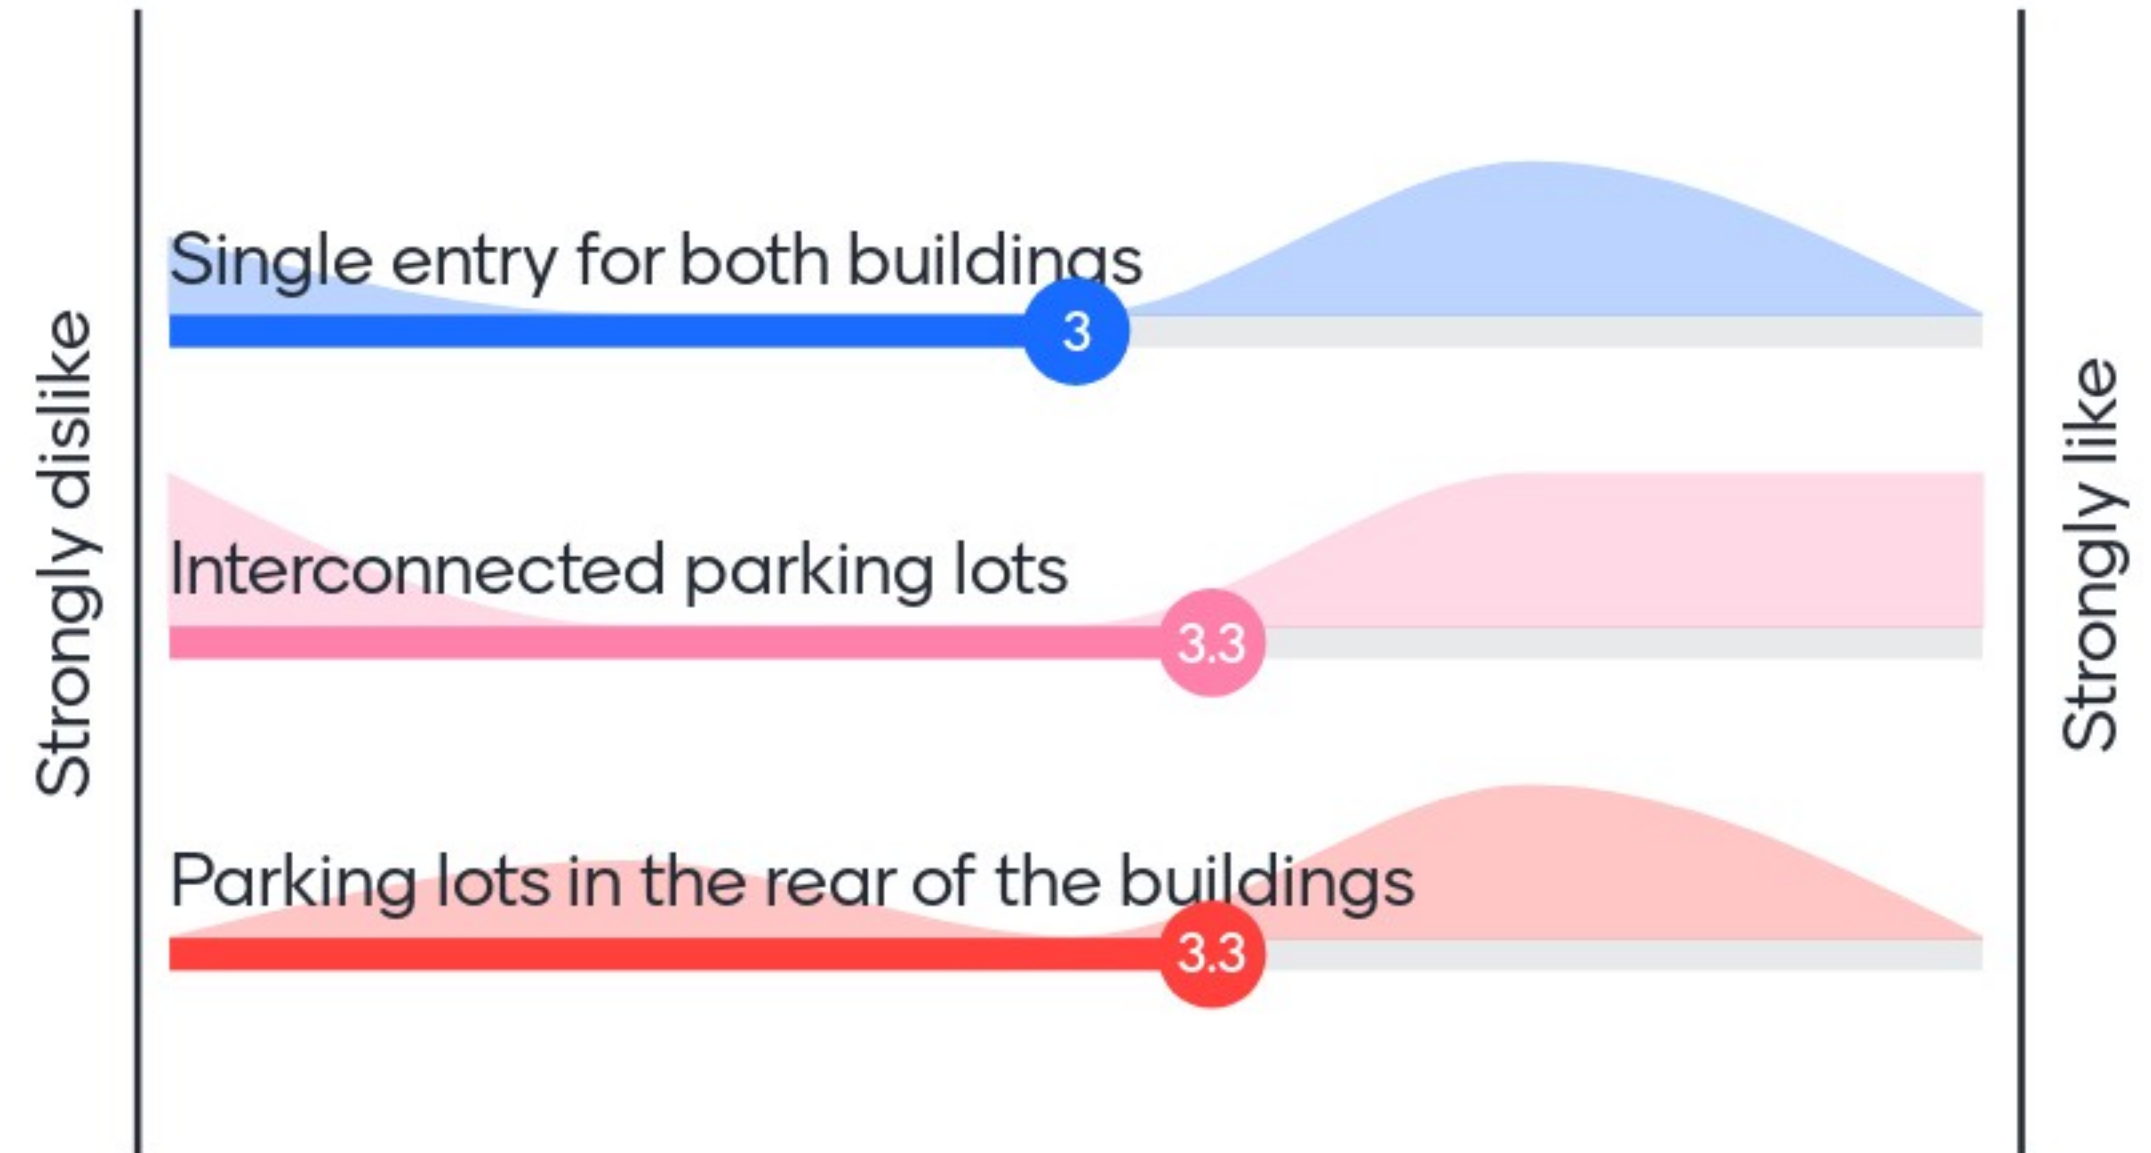 Strongly dislike
Single entry for both buildings
3
Interconnected parking lots
3.3
Parking lots in the rear of the buildings
3.3
Strongly like